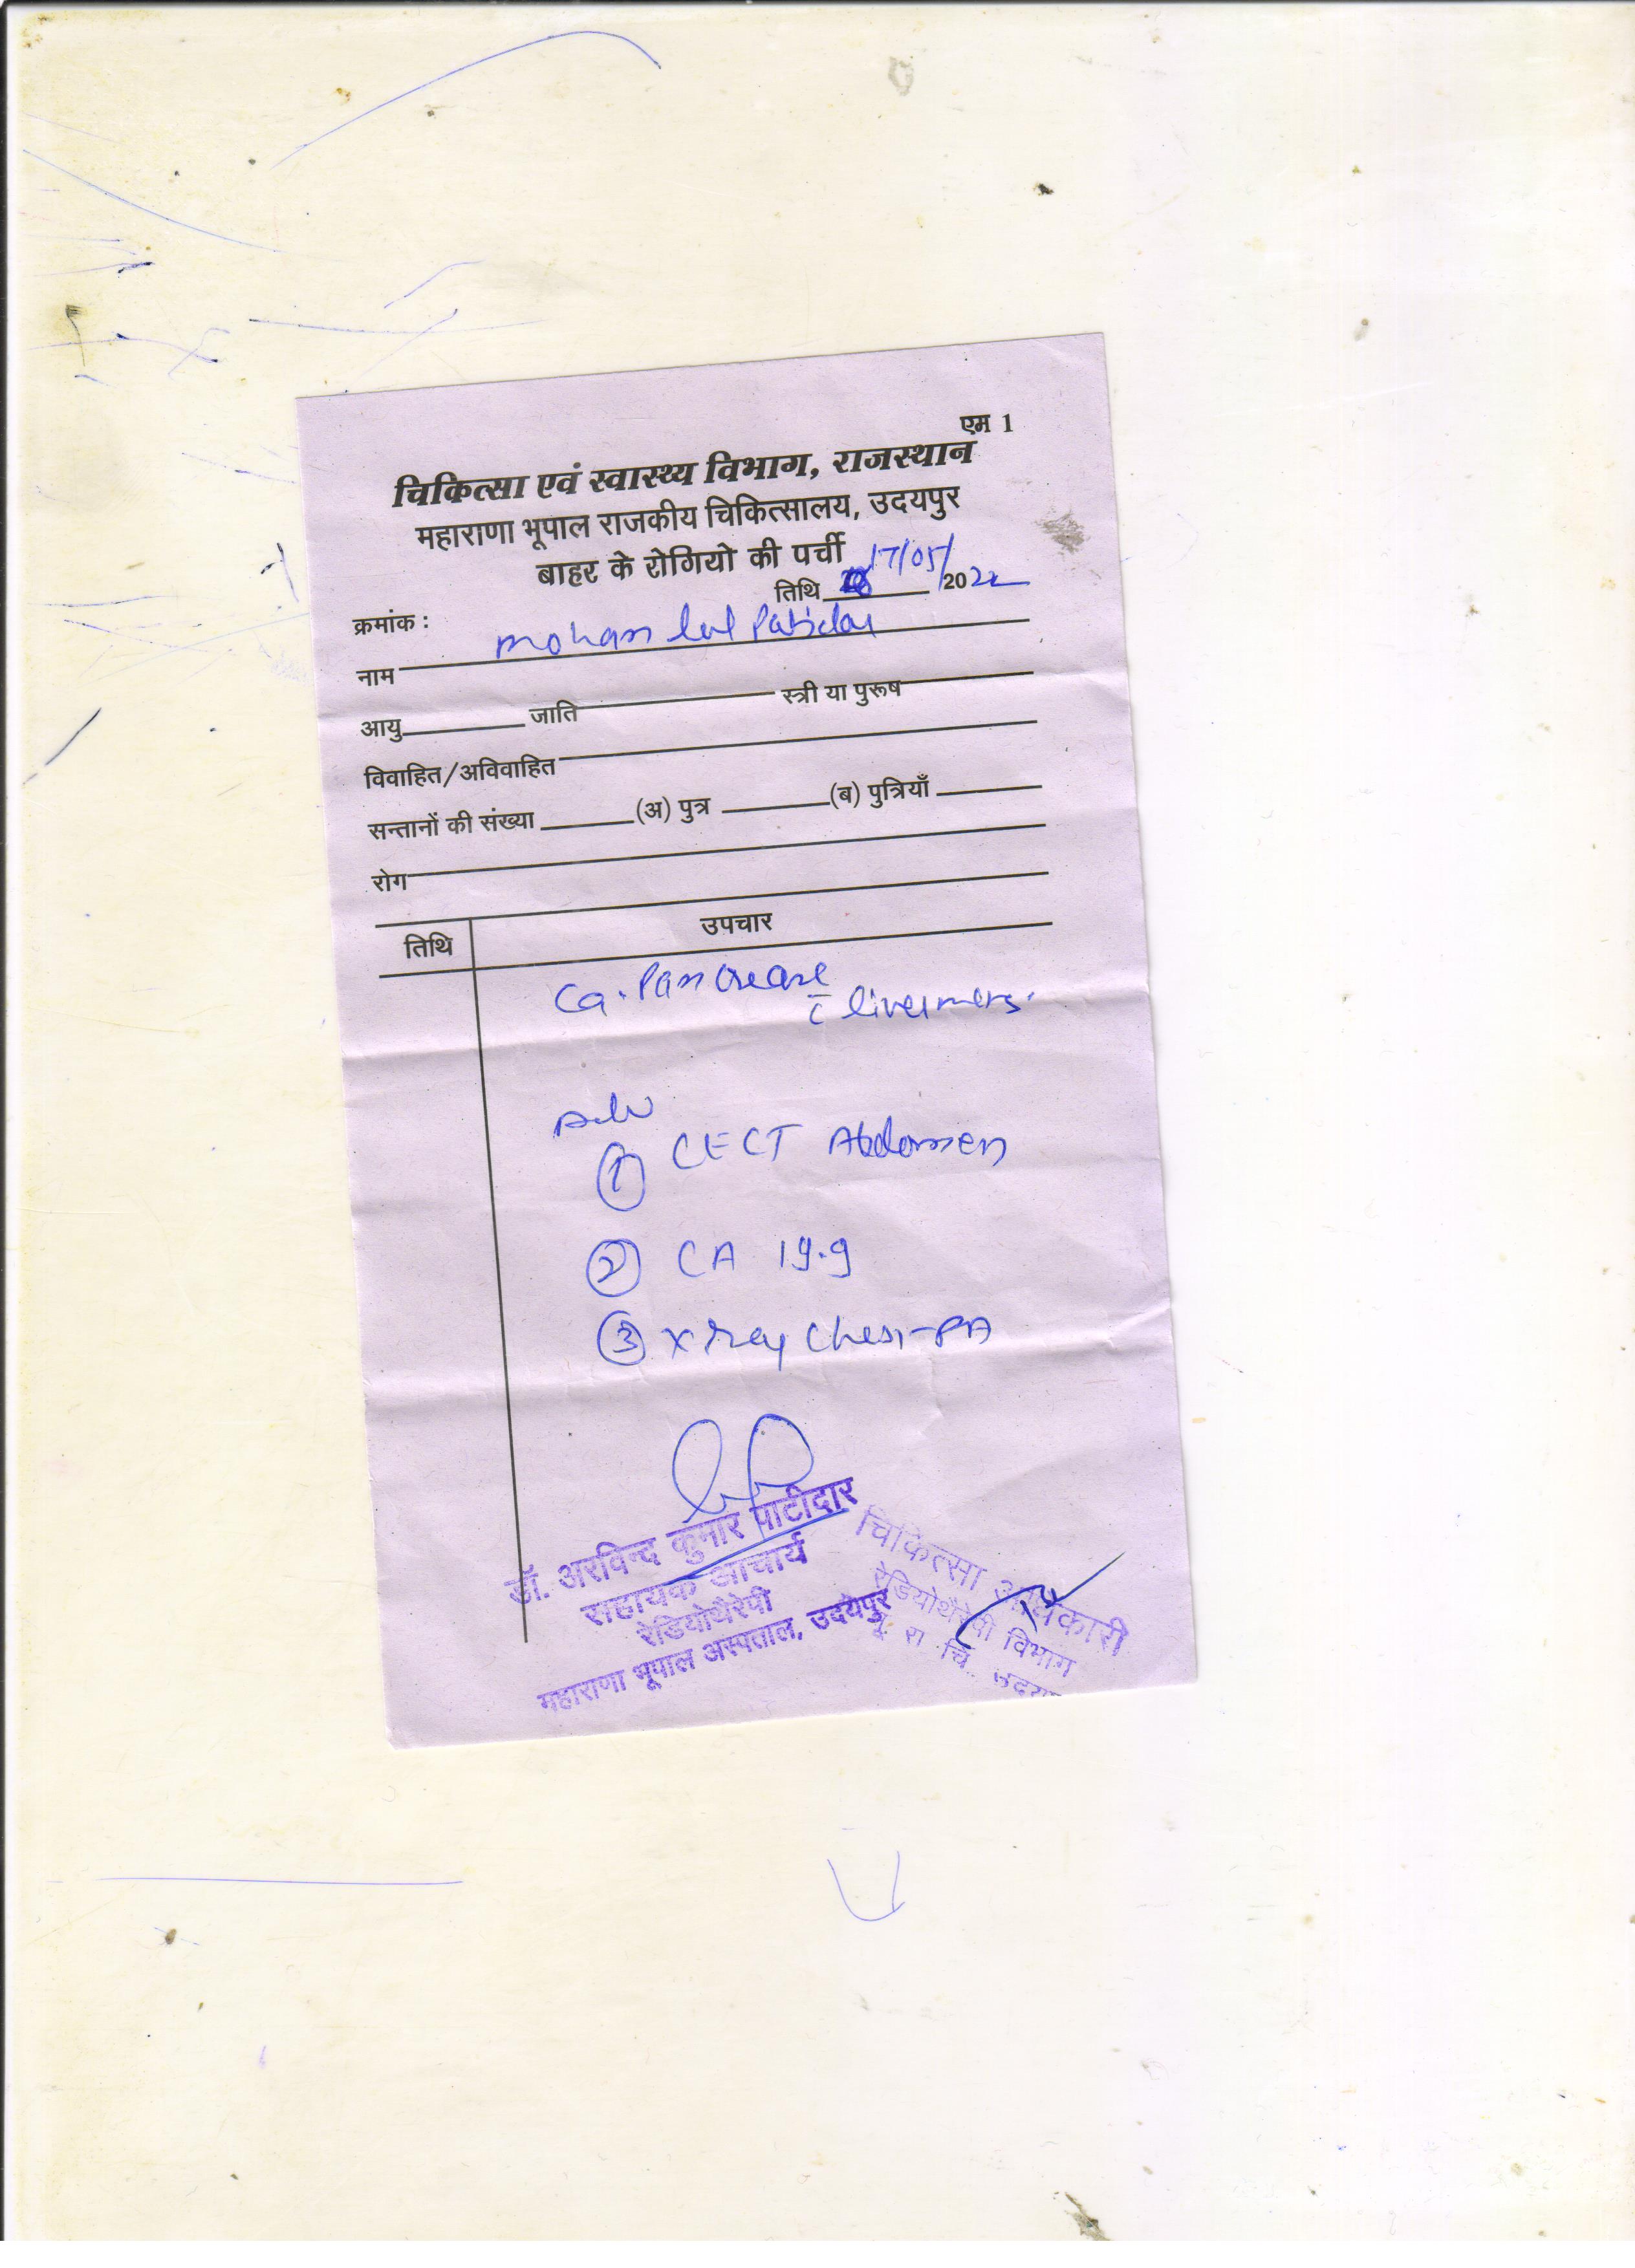 एम 1
चिकित्सा एवं स्वास्थ्य विभाग, राजस्थान
महाराणा भूपाल राजकीय चिकित्सालय, उदयपुर
बाहर के रोगियो की पर्ची
तिथि 17/05/2022
क्रमांक :
नाम Mohan lal Patidar
आयु जाति स्त्री या पुरूष
विवाहित/अविवाहित
सन्तानों की संख्या (अ) पुत्र (ब) पुत्रियाँ
रोग
तिथि उपचार
Ca. Pancrease
c̄ liver mets.
Adv
① CECT Abdomen
② CA 19.9
③ X ray Chest-PA
डॉ. अरविन्द कुमार पाटीदार
सहायक आचार्य
रेडियोथैरेपी
महाराणा भूपाल अस्पताल, उदयपुर
चिकित्सा अधिकारी
रेडियोथैरेपी विभाग
भू. रा. चि. उदय